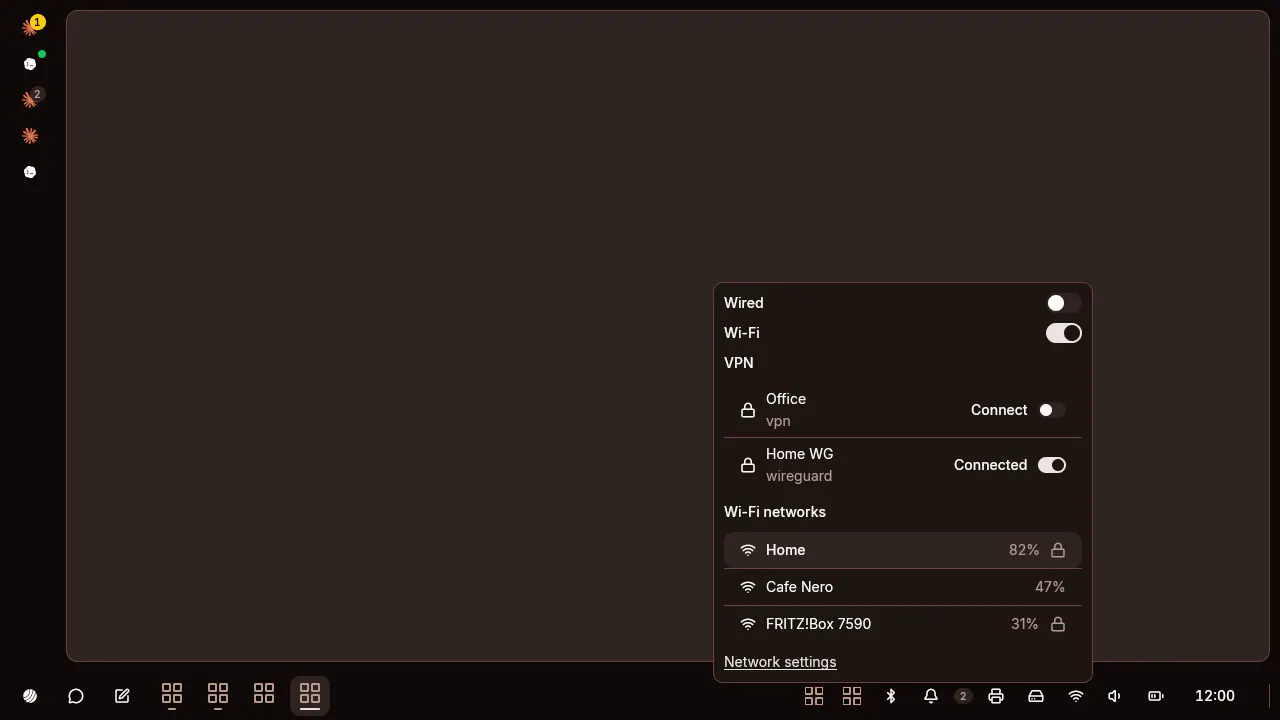 1
2
Wired
Wi-Fi
VPN
Office
vpn
Connect
Home WG
wireguard
Connected
Wi-Fi networks
Home 82%
Cafe Nero 47%
FRITZ!Box 7590 31%
Network settings
2
12:00